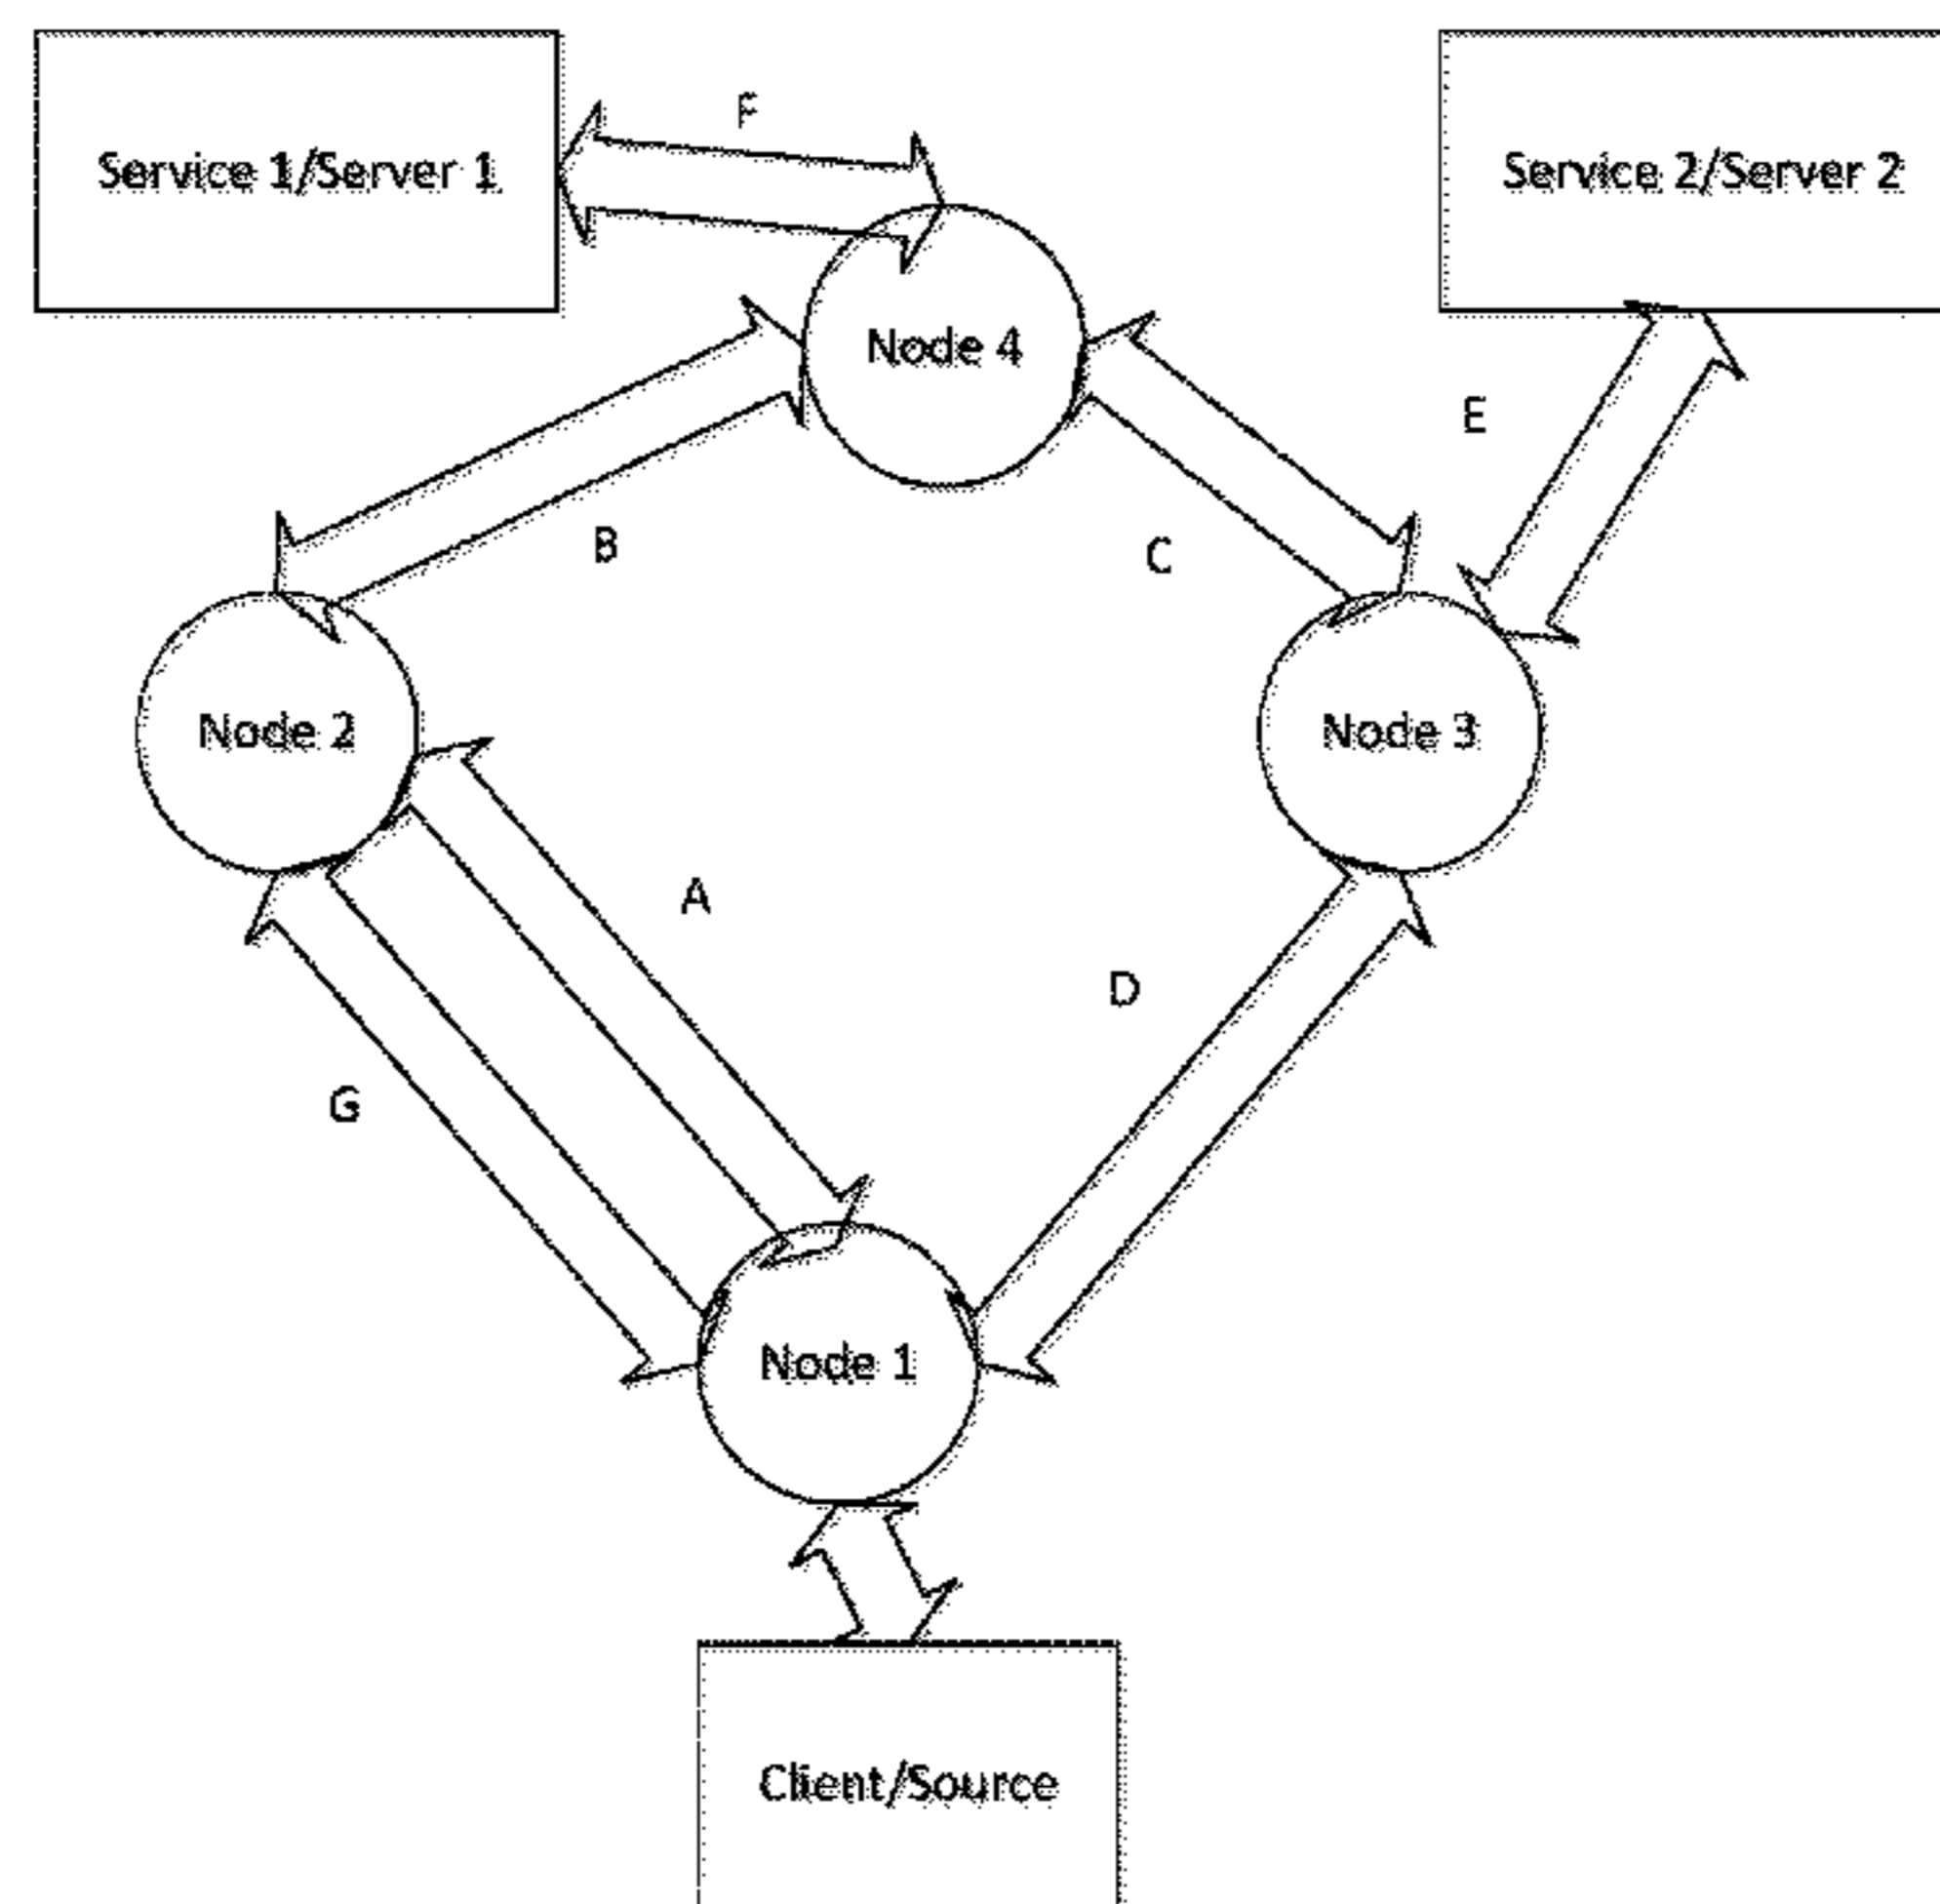 F
Service 1/Server 1
Service 2/Server 2
Node 4
E
B
C
Node 2
Node 3
A
D
G
Node 1
Client/Source